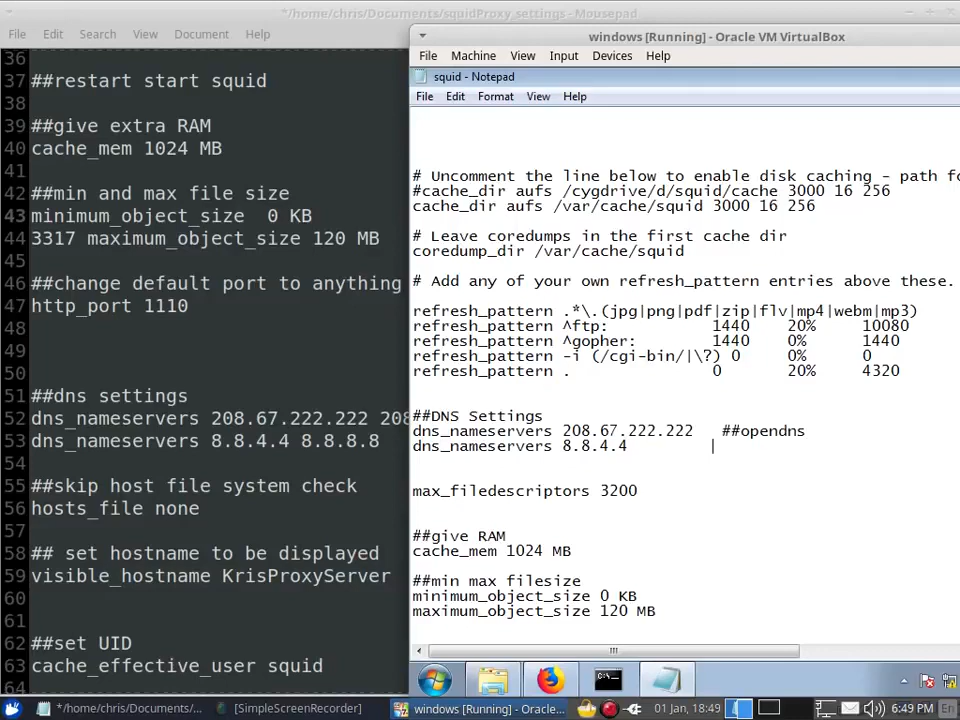 */home/chris/Documents/squidProxy_settings - Mousepad
File Edit Search View Document Help
36
37 ##restart start squid
38
39 ##give extra RAM
40 cache_mem 1024 MB
41
42 ##min and max file size
43 minimum_object_size  0 KB
44 3317 maximum_object_size 120 MB
45
46 ##change default port to anything
47 http_port 1110
48
49
50
51 ##dns settings
52 dns_nameservers 208.67.222.222 208
53 dns_nameservers 8.8.4.4 8.8.8.8
54
55 ##skip host file system check
56 hosts_file none
57
58 ## set hostname to be displayed
59 visible_hostname KrisProxyServer
60
61
62 ##set UID
63 cache_effective_user squid
64
windows [Running] - Oracle VM VirtualBox
File Machine View Input Devices Help
squid - Notepad
File Edit Format View Help
# Uncomment the line below to enable disk caching - path fo
#cache_dir aufs /cygdrive/d/squid/cache 3000 16 256
cache_dir aufs /var/cache/squid 3000 16 256
# Leave coredumps in the first cache dir
coredump_dir /var/cache/squid
# Add any of your own refresh_pattern entries above these.
refresh_pattern .*\.(jpg|png|pdf|zip|flv|mp4|webm|mp3)
refresh_pattern ^ftp: 1440 20% 10080
refresh_pattern ^gopher: 1440 0% 1440
refresh_pattern -i (/cgi-bin/|\?) 0 0% 0
refresh_pattern . 0 20% 4320
##DNS Settings
dns_nameservers 208.67.222.222 ##opendns
dns_nameservers 8.8.4.4
max_filedescriptors 3200
##give RAM
cache_mem 1024 MB
##min max filesize
minimum_object_size 0 KB
maximum_object_size 120 MB
*/home/chris/Documents/... [SimpleScreenRecorder] windows [Running] - Oracle... 01 Jan, 18:49 6:49 PM En